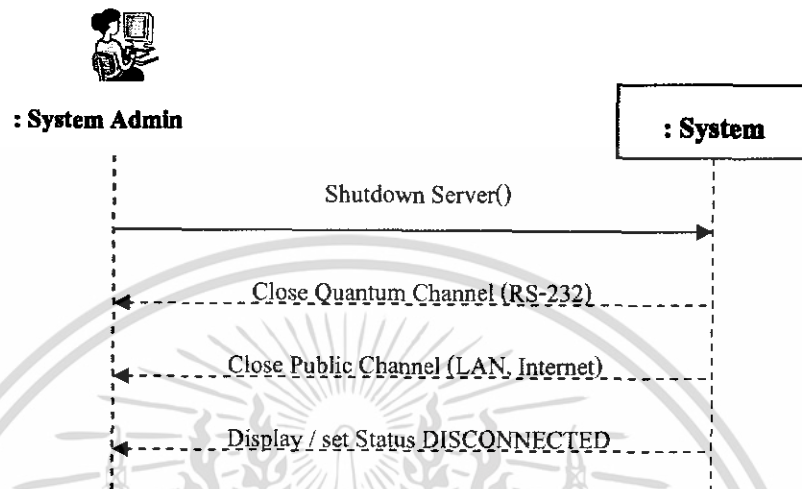 : System Admin
: System
Shutdown Server()
Close Quantum Channel (RS-232)
Close Public Channel (LAN, Internet)
Display / set Status DISCONNECTED